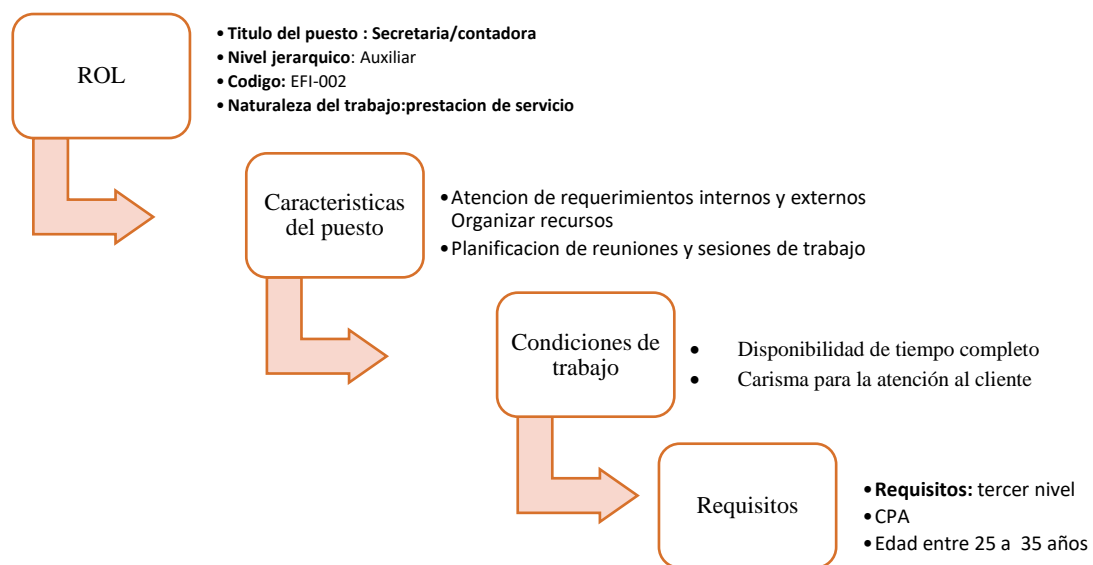 ROL
• Titulo del puesto : Secretaria/contadora
• Nivel jerarquico: Auxiliar
• Codigo: EFI-002
• Naturaleza del trabajo:prestacion de servicio
Caracteristicas
del puesto
• Atencion de requerimientos internos y externos
Organizar recursos
• Planificacion de reuniones y sesiones de trabajo
Condiciones de
trabajo
• Disponibilidad de tiempo completo
• Carisma para la atención al cliente
Requisitos
• Requisitos: tercer nivel
• CPA
• Edad entre 25 a 35 años